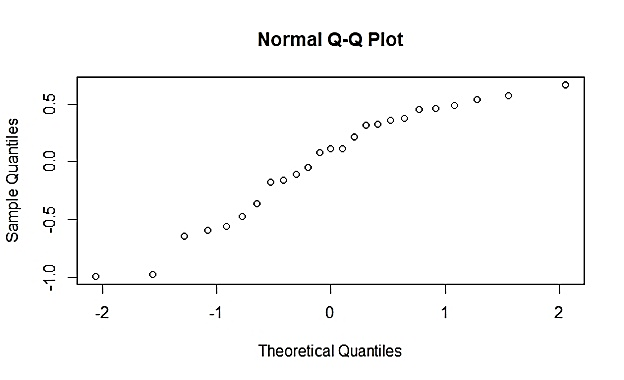 Normal Q-Q Plot
Sample Quantiles
0.5
0.0
-0.5
-1.0
-2 -1 0 1 2
Theoretical Quantiles